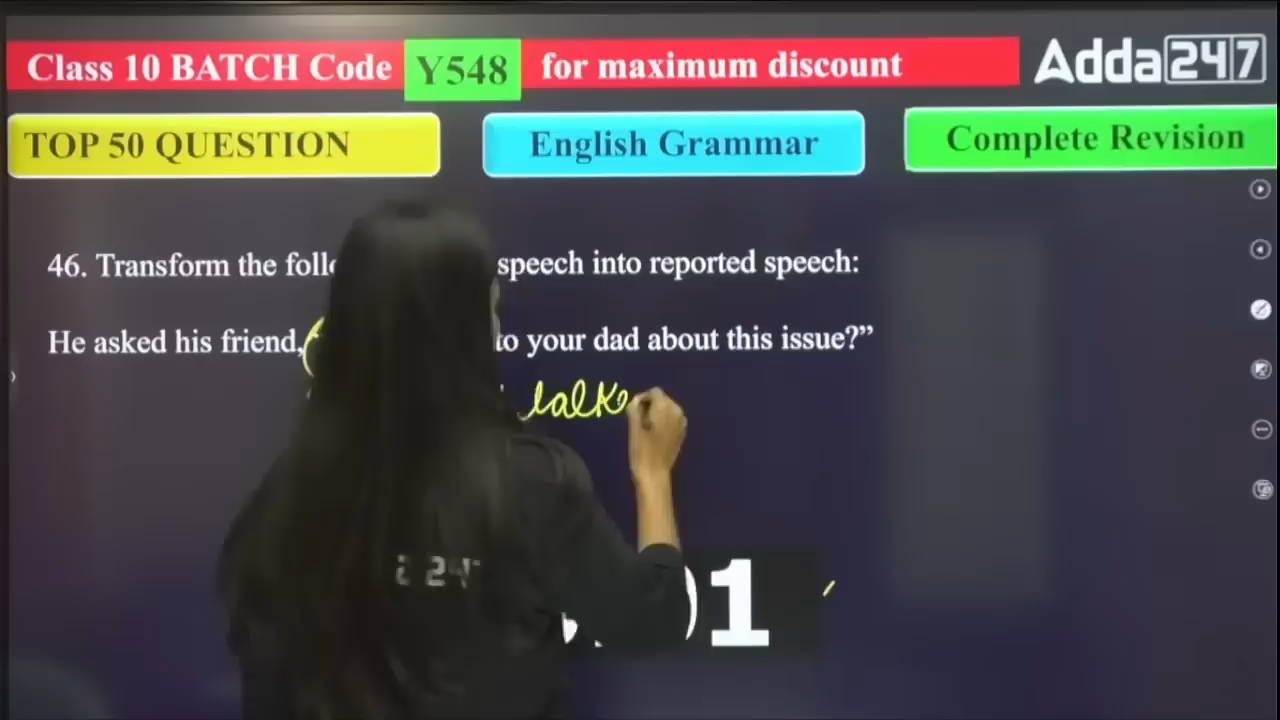 Class 10 BATCH Code Y548 for maximum discount
Adda247
TOP 50 QUESTION
English Grammar
Complete Revision
46. Transform the speech into reported speech:
He asked his friend, to your dad about this issue?”
talke
247
01